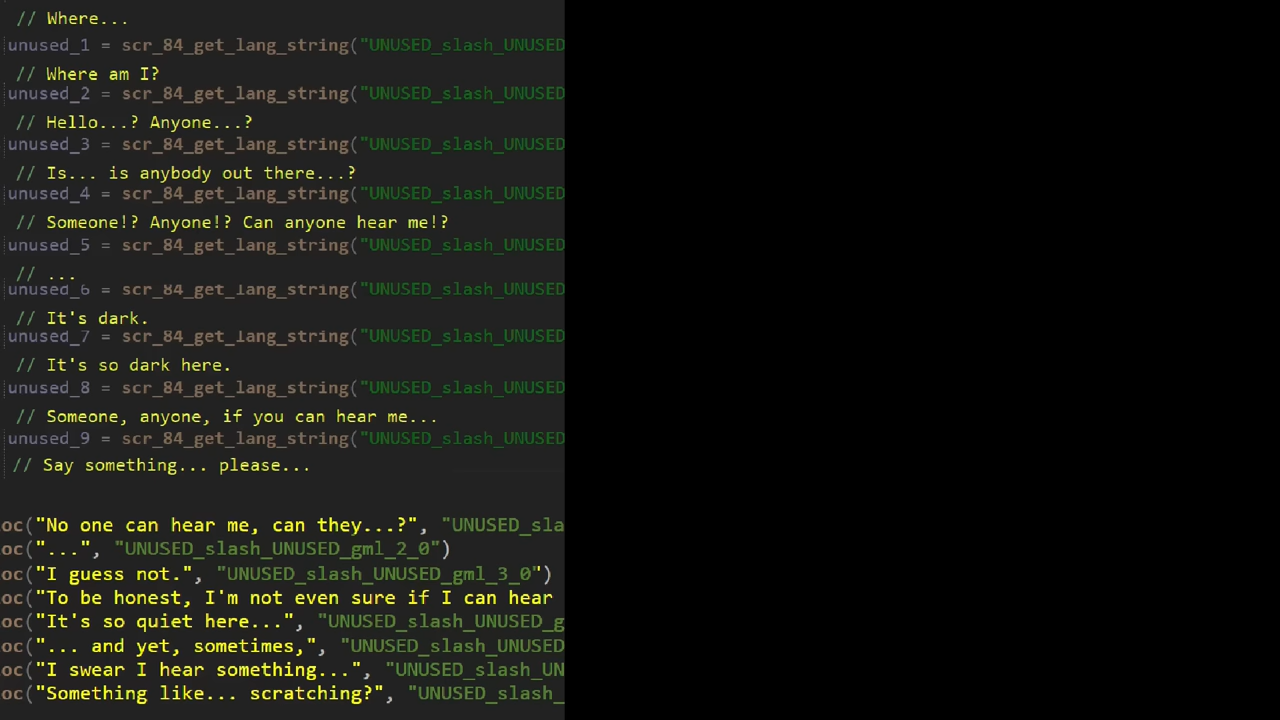 // Where...
unused_1 = scr_84_get_lang_string("UNUSED_slash_UNUSED
// Where am I?
unused_2 = scr_84_get_lang_string("UNUSED_slash_UNUSED
// Hello...? Anyone...?
unused_3 = scr_84_get_lang_string("UNUSED_slash_UNUSED
// Is... is anybody out there...?
unused_4 = scr_84_get_lang_string("UNUSED_slash_UNUSED
// Someone!? Anyone!? Can anyone hear me!?
unused_5 = scr_84_get_lang_string("UNUSED_slash_UNUSED
// ...
unused_6 = scr_84_get_lang_string("UNUSED_slash_UNUSED
// It's dark.
unused_7 = scr_84_get_lang_string("UNUSED_slash_UNUSED
// It's so dark here.
unused_8 = scr_84_get_lang_string("UNUSED_slash_UNUSED
// Someone, anyone, if you can hear me...
unused_9 = scr_84_get_lang_string("UNUSED_slash_UNUSED
// Say something... please...
oc("No one can hear me, can they...?", "UNUSED_sla
oc("...", "UNUSED_slash_UNUSED_gml_2_0")
oc("I guess not.", "UNUSED_slash_UNUSED_gml_3_0")
oc("To be honest, I'm not even sure if I can hear
oc("It's so quiet here...", "UNUSED_slash_UNUSED_g
oc("... and yet, sometimes,", "UNUSED_slash_UNUSED
oc("I swear I hear something...", "UNUSED_slash_UN
oc("Something like... scratching?", "UNUSED_slash_